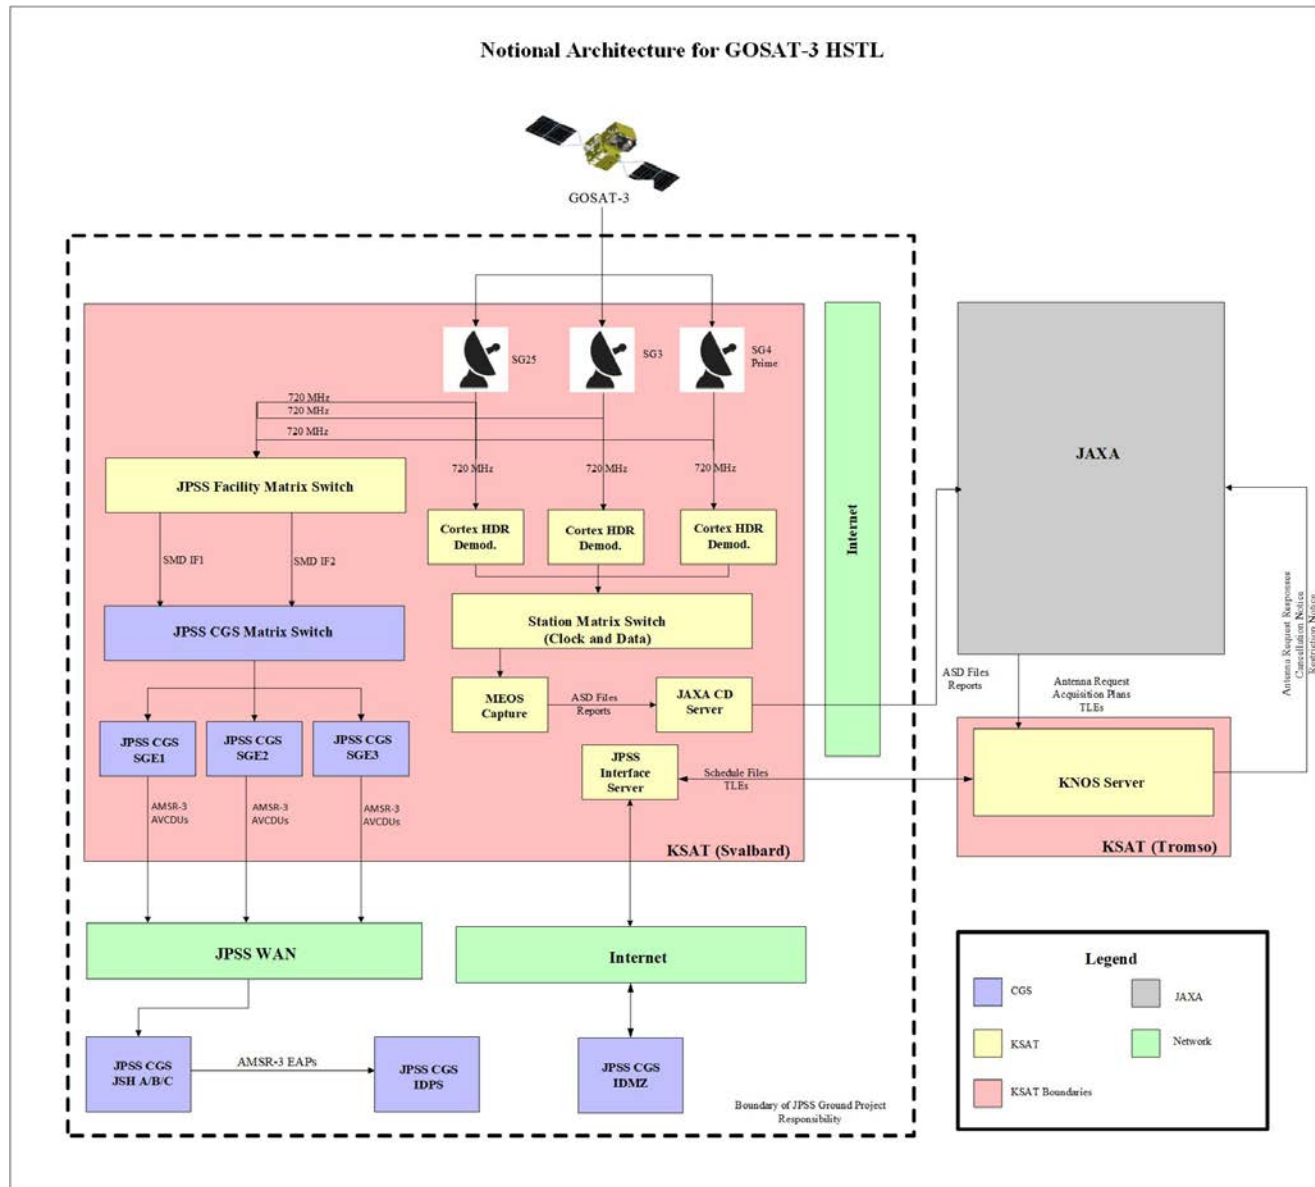 Notional Architecture for GOSAT-3 HSTL
GOSAT-3
SG25
SG3
SG4
Prime
720 MHz
720 MHz
720 MHz
720 MHz
720 MHz
720 MHz
JPSS Facility Matrix Switch
Cortex HDR
Demod.
Cortex HDR
Demod.
Cortex HDR
Demod.
Internet
JAXA
SMD IF1
SMD IF2
JPSS CGS Matrix Switch
Station Matrix Switch
(Clock and Data)
MEOS
Capture
ASD Files
Reports
JAXA CD
Server
ASD Files
Reports
Antenna Request
Acquisition Plans
TLEs
Antenna Request Responses
Cancellation Notice
Restriction Notice
JPSS CGS
SGE1
JPSS CGS
SGE2
JPSS CGS
SGE3
JPSS
Interface
Server
Schedule Files
TLEs
KNOS Server
AMSR-3
AVCDUs
AMSR-3
AVCDUs
AMSR-3
AVCDUs
KSAT (Svalbard)
KSAT (Tromso)
JPSS WAN
Internet
JPSS CGS
JSH A/B/C
AMSR-3 EAPs
JPSS CGS
IDPS
JPSS CGS
IDMZ
Boundary of JPSS Ground Project
Responsibility
Legend
CGS
JAXA
KSAT
Network
KSAT Boundaries